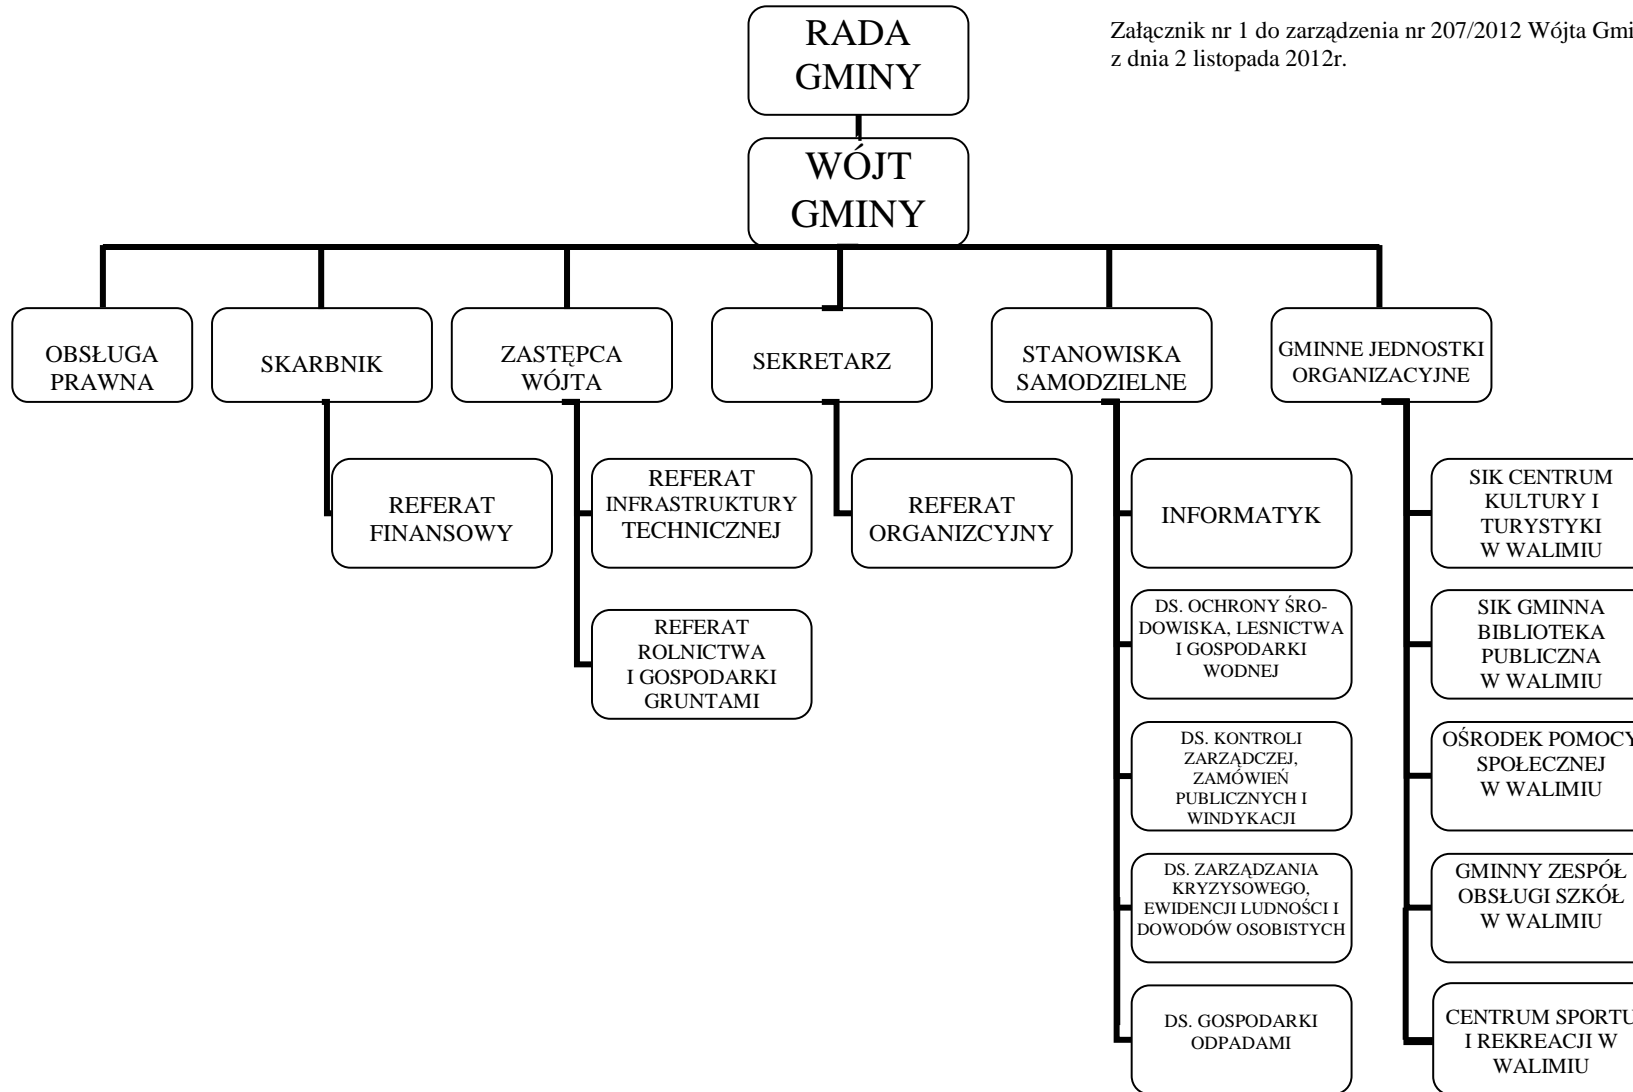 RADA
GMINY
Załącznik nr 1 do zarządzenia nr 207/2012 Wójta Gmi
z dnia 2 listopada 2012r.
WÓJT
GMINY
OBSŁUGA
PRAWNA
SKARBNIK
ZASTĘPCA
WÓJTA
SEKRETARZ
STANOWISKA
SAMODZIELNE
GMINNE JEDNOSTKI
ORGANIZACYJNE
REFERAT
FINANSOWY
REFERAT
INFRASTRUKTURY
TECHNICZNEJ
REFERAT
ORGANIZCYJNY
INFORMATYK
SIK CENTRUM
KULTURY I
TURYSTYKI
W WALIMIU
REFERAT
ROLNICTWA
I GOSPODARKI
GRUNTAMI
DS. OCHRONY ŚRO-
DOWISKA, LESNICTWA
I GOSPODARKI
WODNEJ
SIK GMINNA
BIBLIOTEKA
PUBLICZNA
W WALIMIU
DS. KONTROLI
ZARZĄDCZEJ,
ZAMÓWIEŃ
PUBLICZNYCH I
WINDYKACJI
OŚRODEK POMOCY
SPOŁECZNEJ
W WALIMIU
DS. ZARZĄDZANIA
KRYZYSOWEGO,
EWIDENCJI LUDNOŚCI I
DOWODÓW OSOBISTYCH
GMINNY ZESPÓŁ
OBSŁUGI SZKÓŁ
W WALIMIU
DS. GOSPODARKI
ODPADAMI
CENTRUM SPORTU
I REKREACJI W
WALIMIU